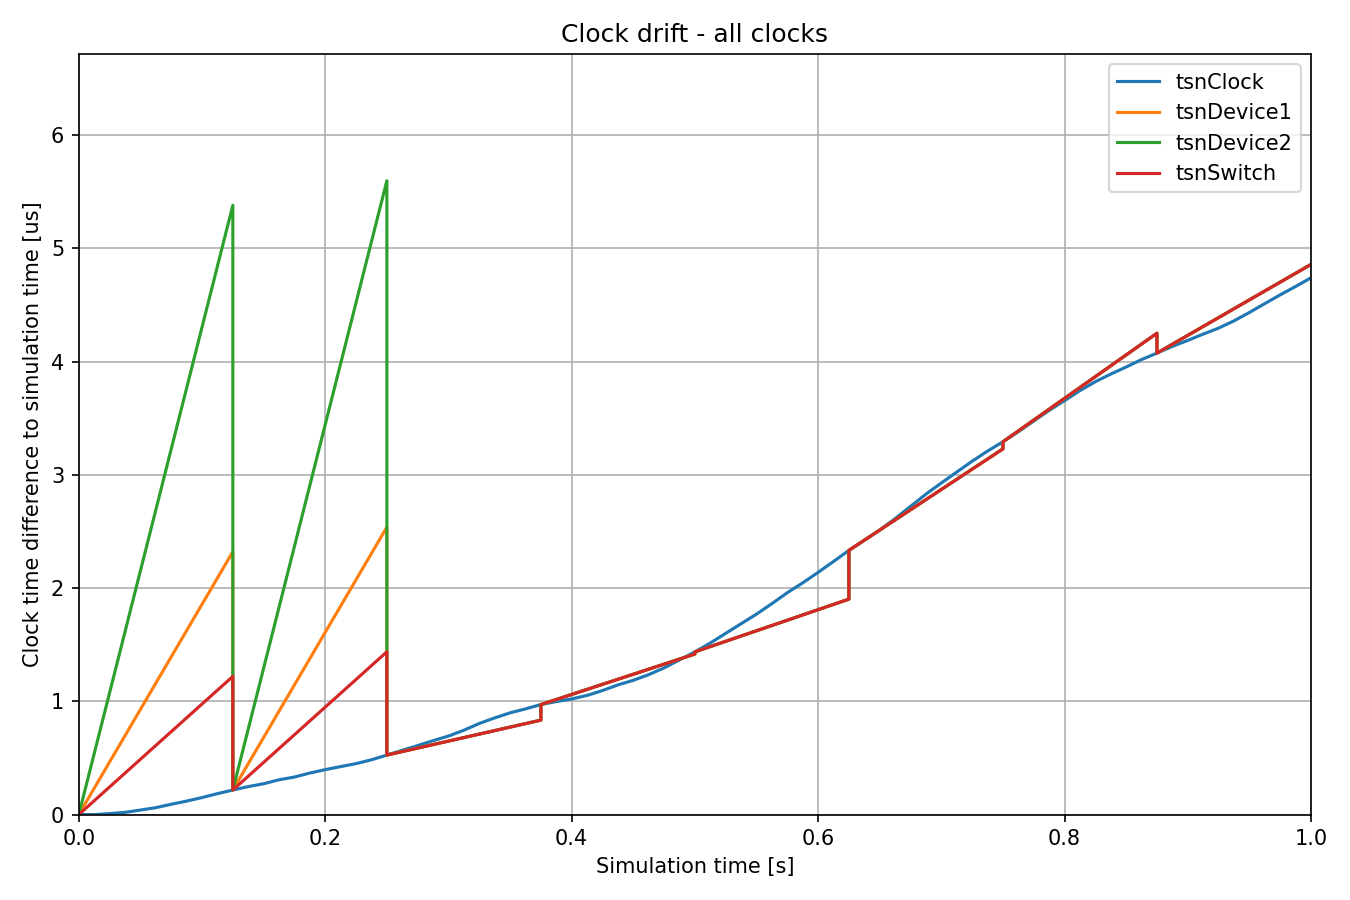 Clock drift - all clocks
tsnClock
tsnDevice1
tsnDevice2
tsnSwitch
Clock time difference to simulation time [us]
6
5
4
3
2
1
0
0.0 0.2 0.4 0.6 0.8 1.0
Simulation time [s]